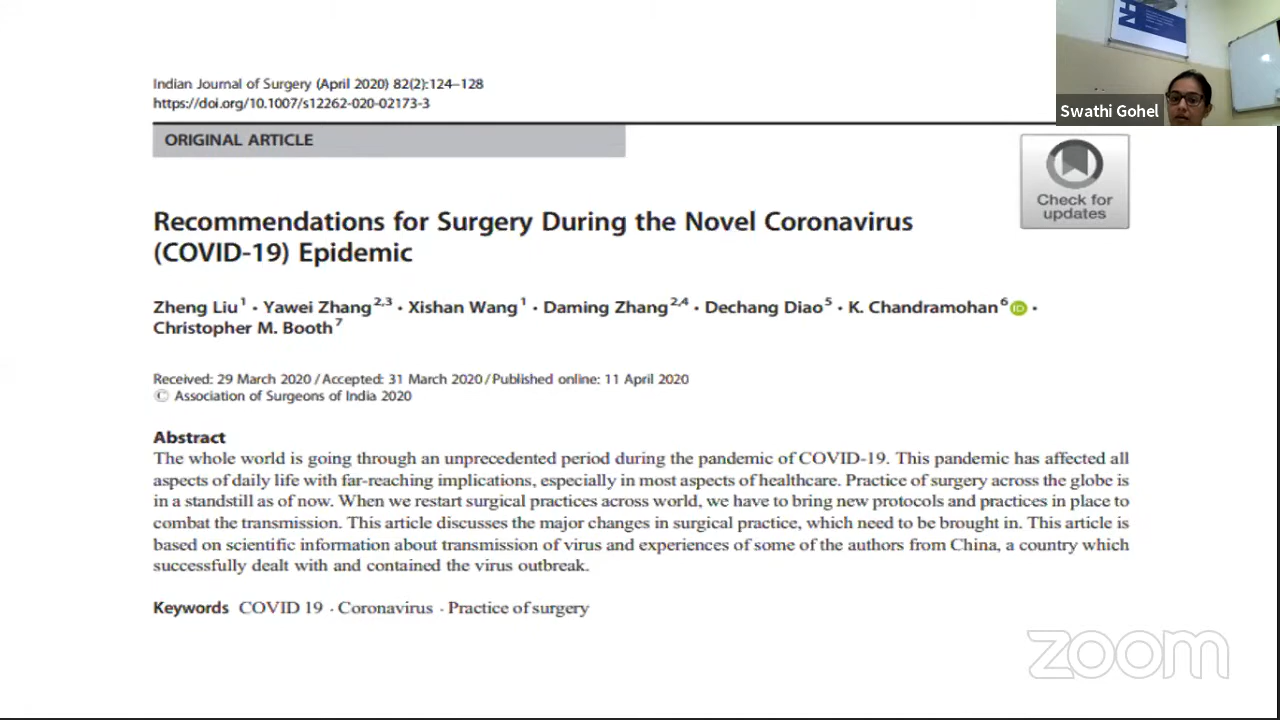 Indian Journal of Surgery (April 2020) 82(2):124–128
https://doi.org/10.1007/s12262-020-02173-3
Swathi Gohel
ORIGINAL ARTICLE
Check for
updates
Recommendations for Surgery During the Novel Coronavirus
(COVID-19) Epidemic
Zheng Liu1 · Yawei Zhang2,3 · Xishan Wang1 · Daming Zhang2,4 · Dechang Diao5 · K. Chandramohan6 iD ·
Christopher M. Booth7
Received: 29 March 2020 / Accepted: 31 March 2020 / Published online: 11 April 2020
© Association of Surgeons of India 2020
Abstract
The whole world is going through an unprecedented period during the pandemic of COVID-19. This pandemic has affected all
aspects of daily life with far-reaching implications, especially in most aspects of healthcare. Practice of surgery across the globe is
in a standstill as of now. When we restart surgical practices across world, we have to bring new protocols and practices in place to
combat the transmission. This article discusses the major changes in surgical practice, which need to be brought in. This article is
based on scientific information about transmission of virus and experiences of some of the authors from China, a country which
successfully dealt with and contained the virus outbreak.
Keywords COVID 19 · Coronavirus · Practice of surgery
zoom